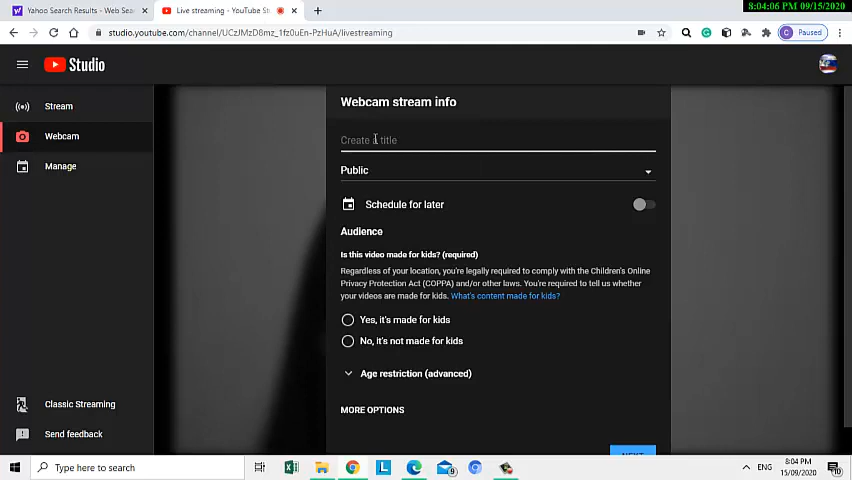 8:04:06 PM 09/15/2020
Yahoo Search Results - Web Sea
Live streaming - YouTube St
studio.youtube.com/channel/UCzJMzD8mz_1fz0uEn-PzHuA/livestreaming
Paused
Studio
Stream
Webcam
Manage
Webcam stream info
Create a title
Public
Schedule for later
Audience
Is this video made for kids? (required)
Regardless of your location, you're legally required to comply with the Children's Online
Privacy Protection Act (COPPA) and/or other laws. You're required to tell us whether
your videos are made for kids. What's content made for kids?
Yes, it's made for kids
No, it's not made for kids
Age restriction (advanced)
MORE OPTIONS
NEXT
Classic Streaming
Send feedback
Type here to search
ENG
8:04 PM
15/09/2020